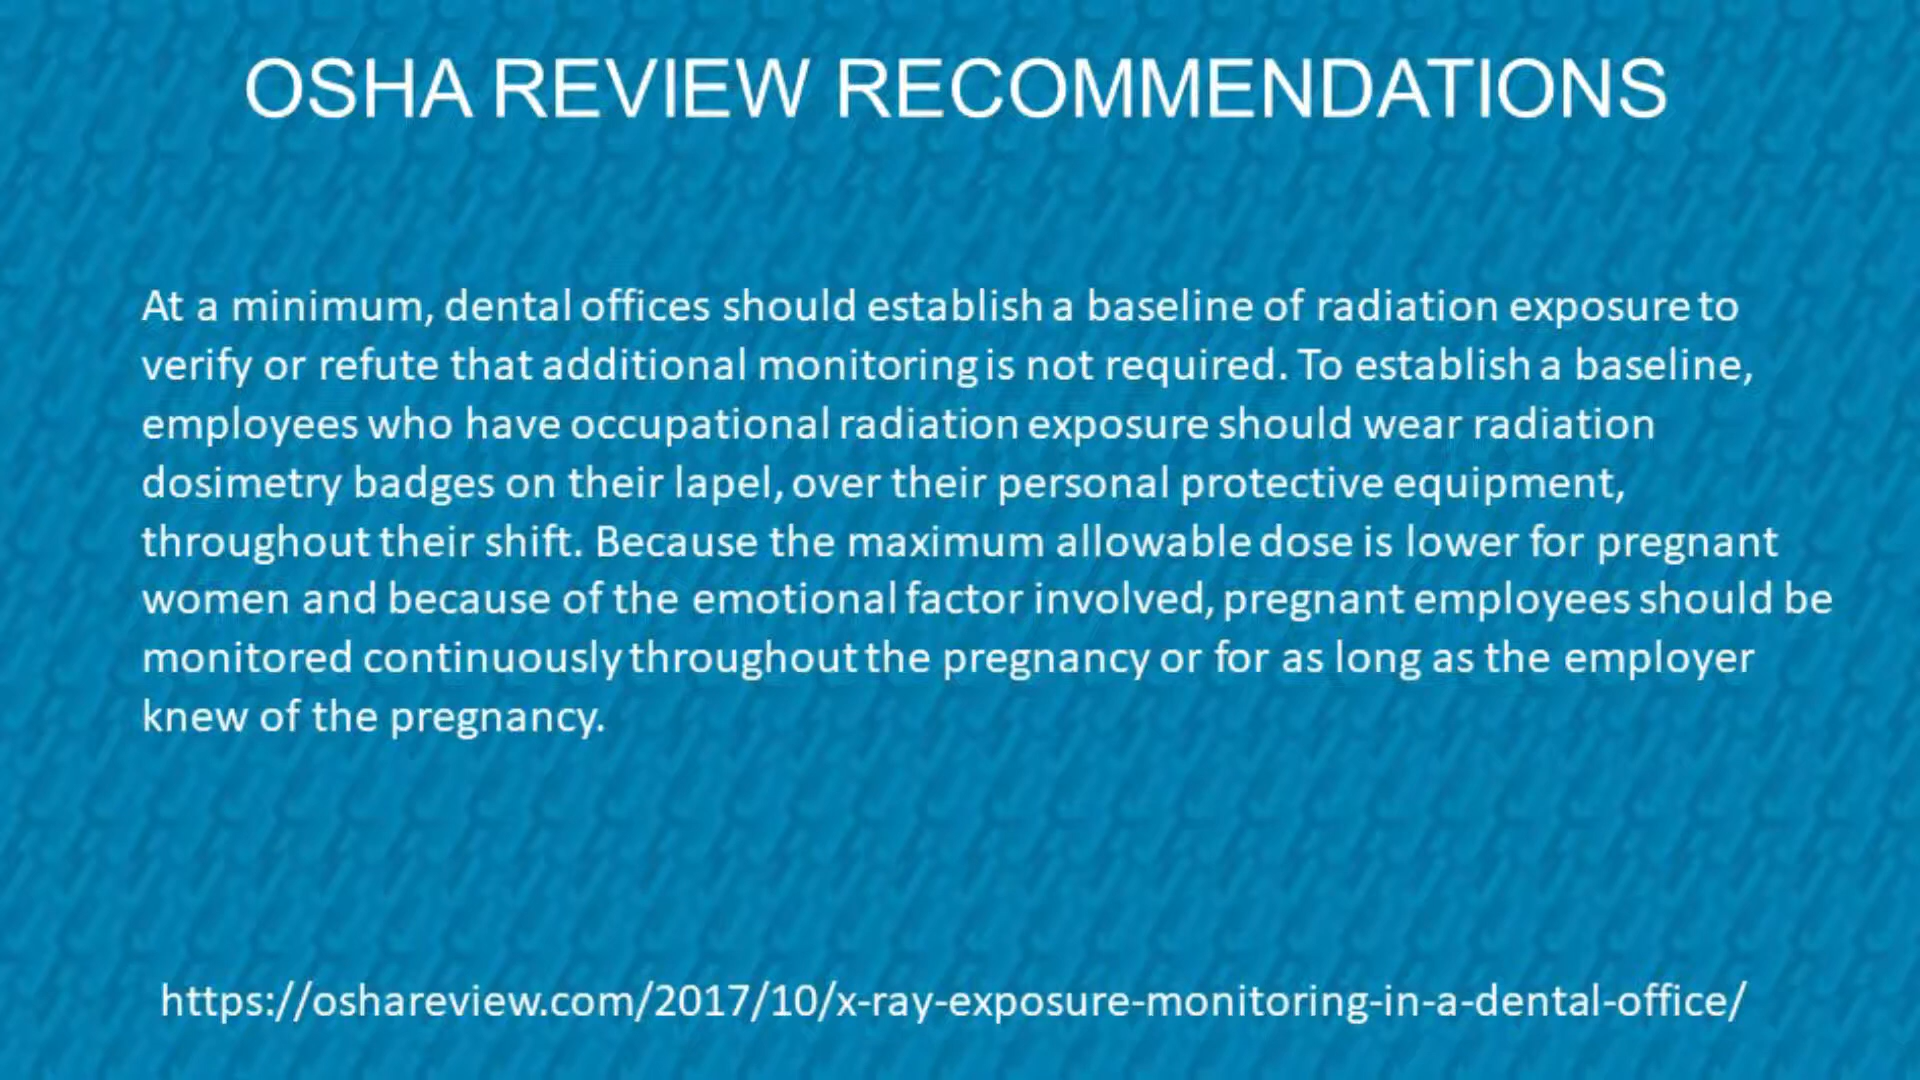 OSHA REVIEW RECOMMENDATIONS
At a minimum, dental offices should establish a baseline of radiation exposure to
verify or refute that additional monitoring is not required. To establish a baseline,
employees who have occupational radiation exposure should wear radiation
dosimetry badges on their lapel, over their personal protective equipment,
throughout their shift. Because the maximum allowable dose is lower for pregnant
women and because of the emotional factor involved, pregnant employees should be
monitored continuously throughout the pregnancy or for as long as the employer
knew of the pregnancy.
https://oshareview.com/2017/10/x-ray-exposure-monitoring-in-a-dental-office/